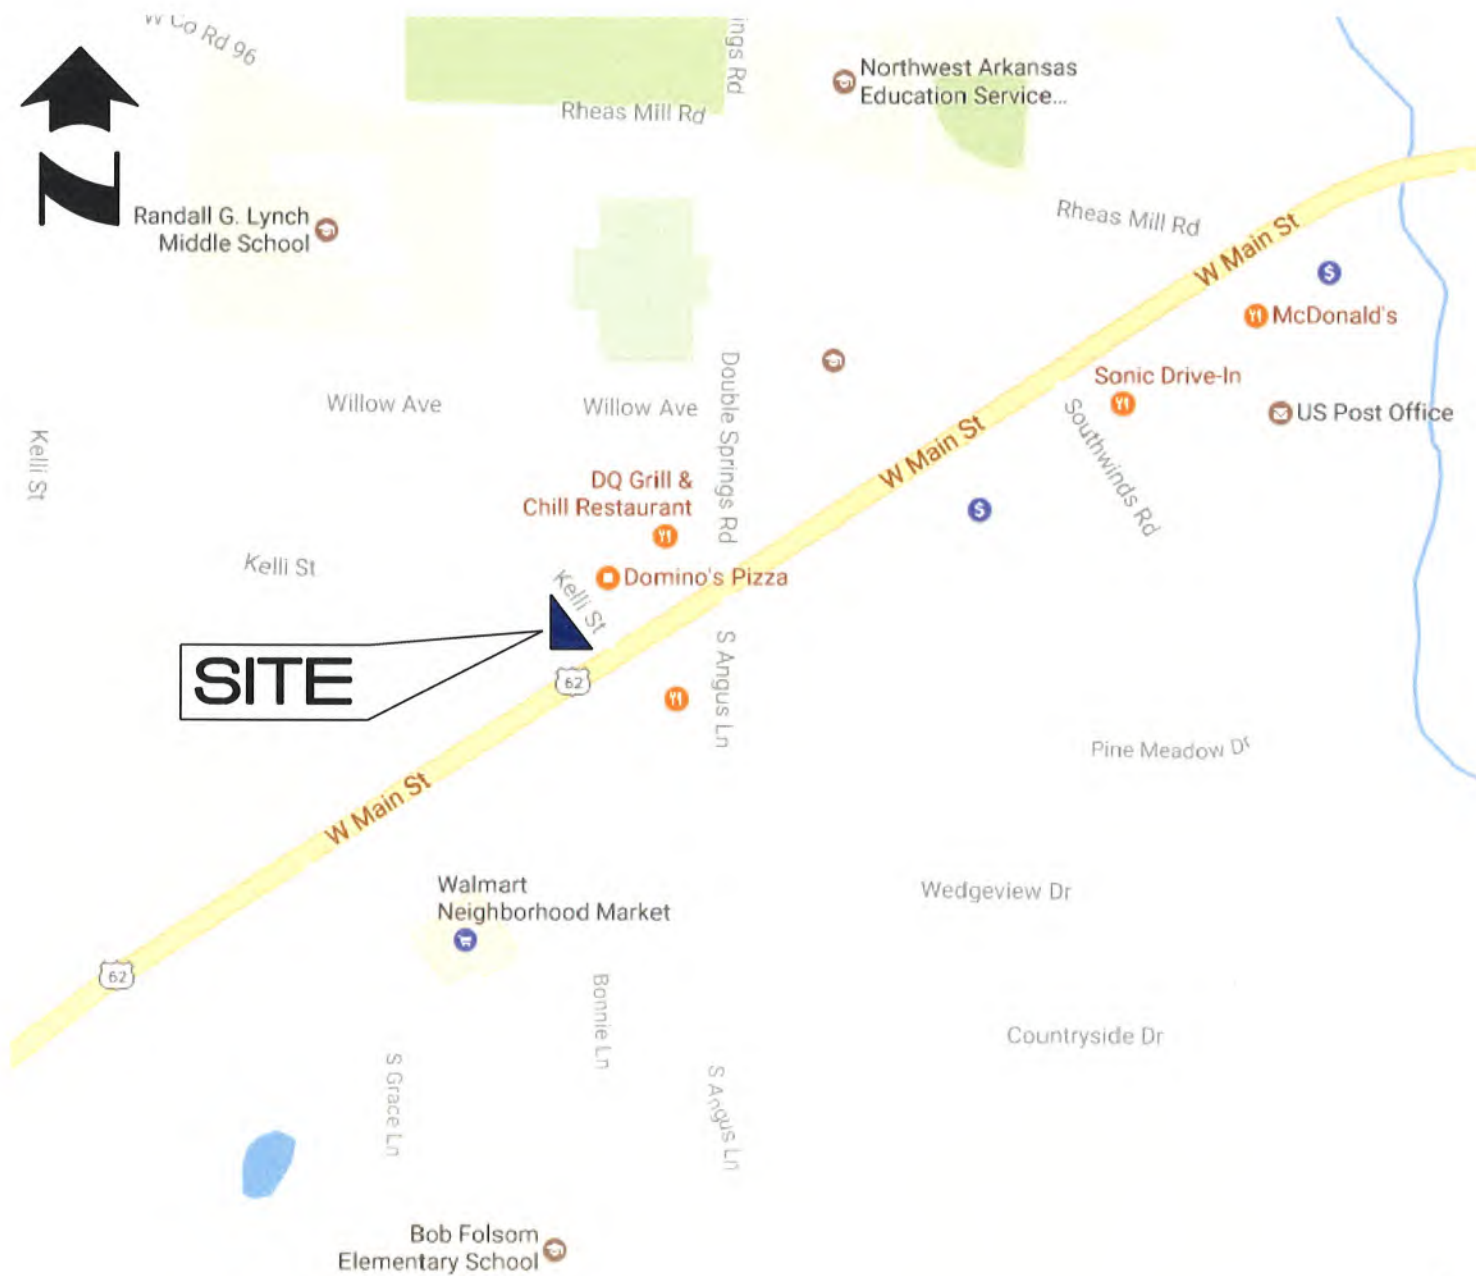 W Co Rd 96
ings Rd
Northwest Arkansas
Education Service...
Rheas Mill Rd
N
Randall G. Lynch
Middle School
Rheas Mill Rd
W Main St
$
McDonald's
Sonic Drive-In
US Post Office
Willow Ave
Willow Ave
Double Springs Rd
Southwinds Rd
W Main St
Kelli St
DQ Grill &
Chill Restaurant
$
Kelli St
Domino's Pizza
Kelli St
SITE
62
S Angus Ln
Pine Meadow Dr
W Main St
Walmart
Neighborhood Market
Wedgeview Dr
62
Bonnie Ln
Countryside Dr
S Grace Ln
S Angus Ln
Bob Folsom
Elementary School